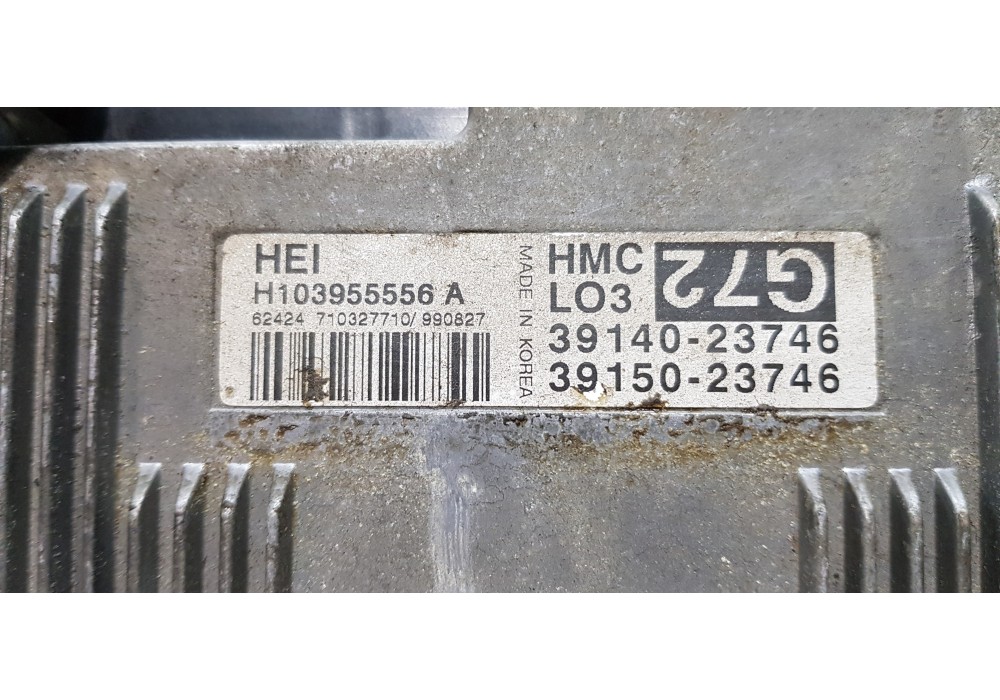 HEI
H103955556 A
62424 710327710/990827
MADE IN KOREA
HMC G72
LO3
39140-23746
39150-23746